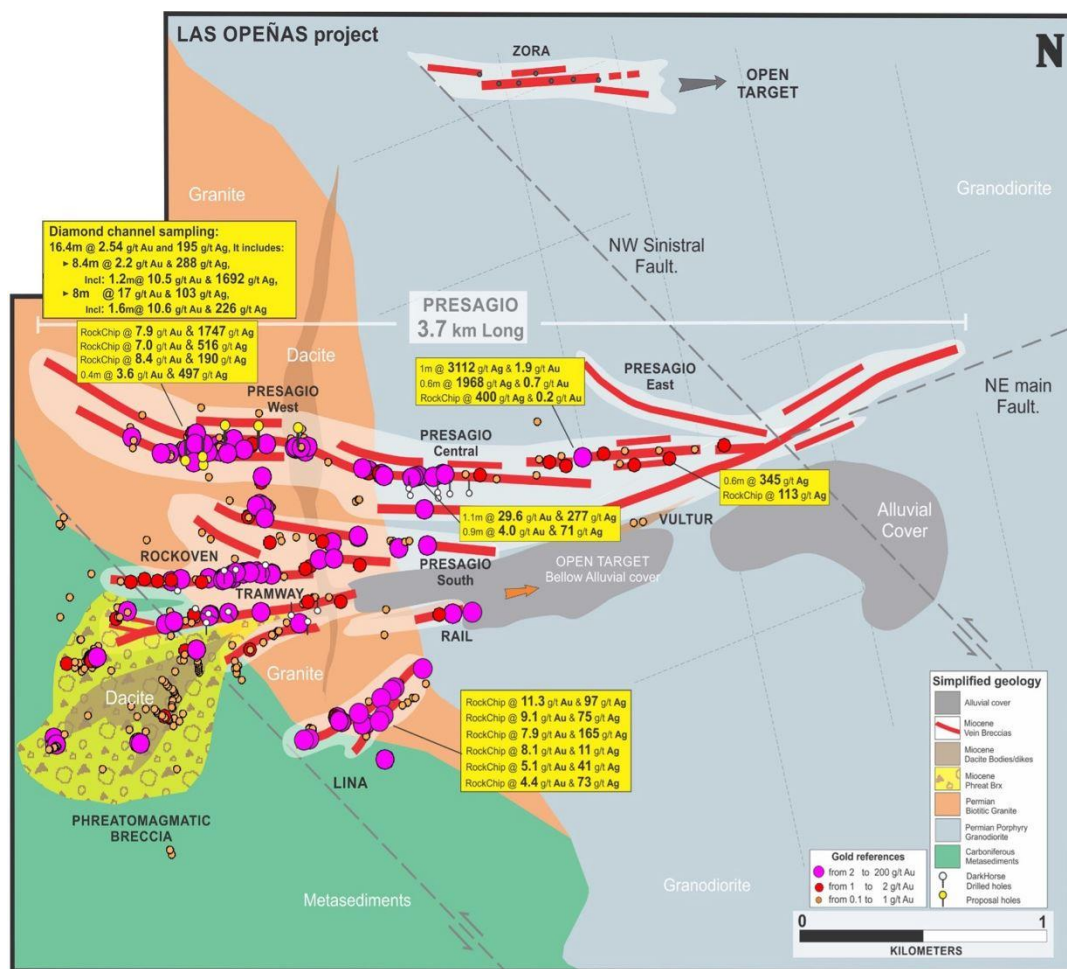 LAS OPEÑAS project
N
ZORA
OPEN
TARGET
Granite
Granodiorite
NW Sinistral
Fault.
Diamond channel sampling:
16.4m @ 2.54 g/t Au and 195 g/t Ag, It includes:
► 8.4m @ 2.2 g/t Au & 288 g/t Ag,
Incl: 1.2m@ 10.5 g/t Au & 1692 g/t Ag,
► 8m @ 17 g/t Au & 103 g/t Ag,
Incl: 1.6m @ 10.6 g/t Au & 226 g/t Ag
PRESAGIO
3.7 km Long
RockChip @ 7.9 g/t Au & 1747 g/t Ag
RockChip @ 7.0 g/t Au & 516 g/t Ag
RockChip @ 8.4 g/t Au & 190 g/t Ag
0.4m @ 3.6 g/t Au & 497 g/t Ag
Dacite
PRESAGIO
West
1m @ 3112 g/t Ag & 1.9 g/t Au
0.6m @ 1968 g/t Ag & 0.7 g/t Au
RockChip @ 400 g/t Ag & 0.2 g/t Au
PRESAGIO
East
NE main
Fault.
PRESAGIO
Central
0.6m @ 345 g/t Ag
RockChip @ 113 g/t Ag
1.1m @ 29.6 g/t Au & 277 g/t Ag
0.9m @ 4.0 g/t Au & 71 g/t Ag
VULTUR
Alluvial
Cover
ROCKOVEN
PRESAGIO
South
OPEN TARGET
Bellow Alluvial cover
TRAMWAY
RAIL
Granite
Dacite
RockChip @ 11.3 g/t Au & 97 g/t Ag
RockChip @ 9.1 g/t Au & 75 g/t Ag
RockChip @ 7.9 g/t Au & 165 g/t Ag
RockChip @ 8.1 g/t Au & 11 g/t Ag
RockChip @ 5.1 g/t Au & 41 g/t Ag
RockChip @ 4.4 g/t Au & 73 g/t Ag
LINA
PHREATOMAGMATIC
BRECCIA
Metasediments
Granodiorite
Simplified geology
Alluvial cover
Miocene
Vein Breccias
Miocene
Dacite Bodies/dikes
Miocene
Phreat Brx
Permian
Biotitic Granite
Permian Porphyry
Granodiorite
Carboniferous
Metasediments
DarkHorse
Drilled holes
Proposal holes
Gold references
from 2 to 200 g/t Au
from 1 to 2 g/t Au
from 0.1 to 1 g/t Au
0 1
KILOMETERS